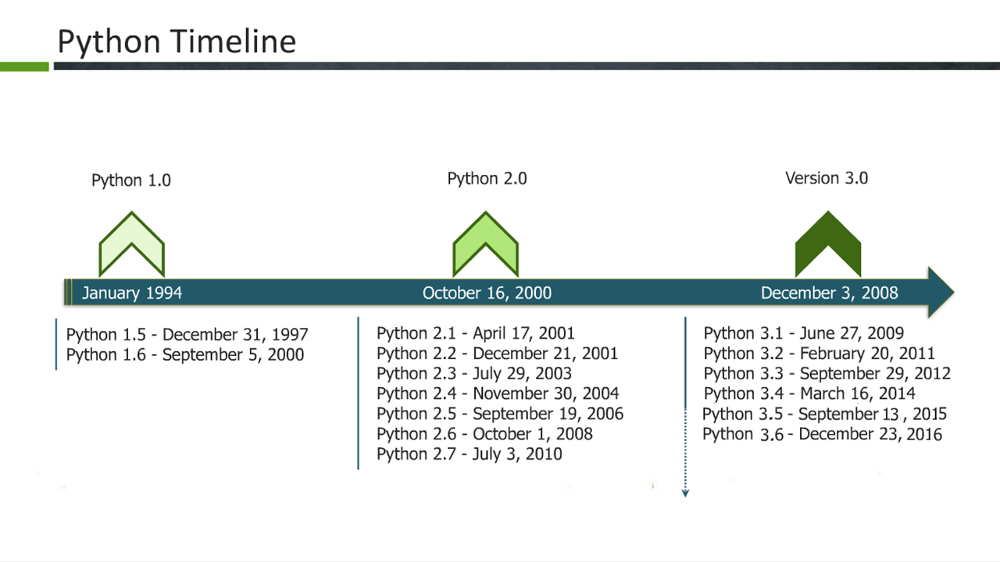 Python Timeline
Python 1.0
Python 2.0
Version 3.0
January 1994
October 16, 2000
December 3, 2008
Python 1.5 - December 31, 1997
Python 1.6 - September 5, 2000
Python 2.1 - April 17, 2001
Python 2.2 - December 21, 2001
Python 2.3 - July 29, 2003
Python 2.4 - November 30, 2004
Python 2.5 - September 19, 2006
Python 2.6 - October 1, 2008
Python 2.7 - July 3, 2010
Python 3.1 - June 27, 2009
Python 3.2 - February 20, 2011
Python 3.3 - September 29, 2012
Python 3.4 - March 16, 2014
Python 3.5 - September 13 , 2015
Python 3.6 - December 23, 2016